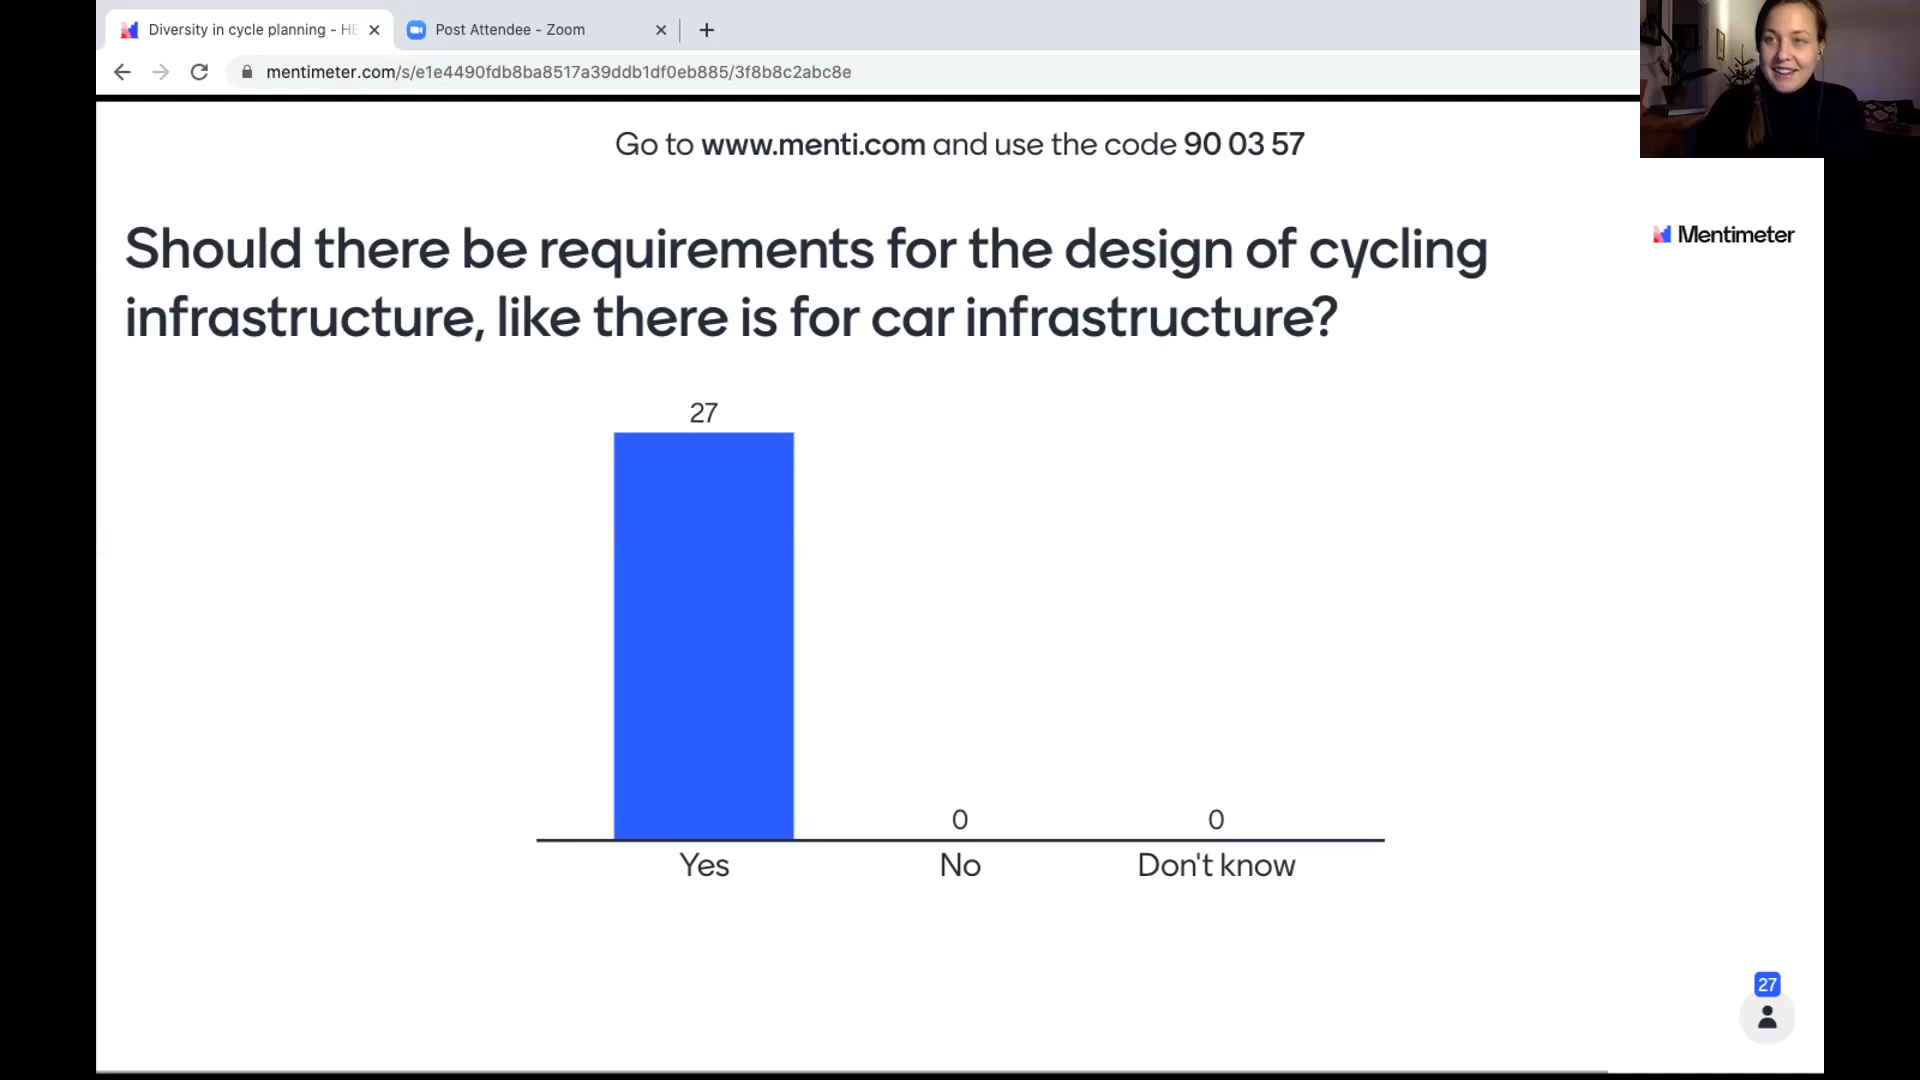 Diversity in cycle planning - HE
Post Attendee - Zoom
mentimeter.com/s/e1e4490fdb8ba8517a39ddb1df0eb885/3f8b8c2abc8e
Go to www.menti.com and use the code 90 03 57
Should there be requirements for the design of cycling
infrastructure, like there is for car infrastructure?
Mentimeter
27
0
0
Yes
No
Don't know
27